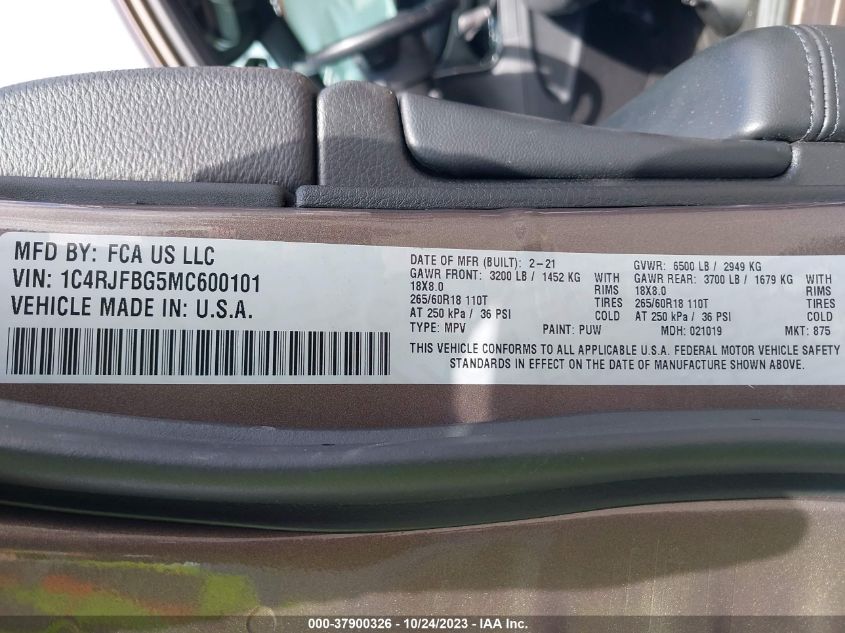 MFD BY: FCA US LLC
VIN: 1C4RJFBG5MC600101
VEHICLE MADE IN: U.S.A.
DATE OF MFR (BUILT): 2-21 GVWR: 6500 LB / 2949 KG
GAWR FRONT: 3200 LB / 1452 KG WITH GAWR REAR: 3700 LB / 1679 KG WITH
18X8.0 RIMS 18X8.0 RIMS
265/60R18 110T TIRES 265/60R18 110T TIRES
AT 250 kPa / 36 PSI COLD AT 250 kPa / 36 PSI COLD
TYPE: MPV PAINT: PUW MDH: 021019 MKT: 875
THIS VEHICLE CONFORMS TO ALL APPLICABLE U.S.A. FEDERAL MOTOR VEHICLE SAFETY
STANDARDS IN EFFECT ON THE DATE OF MANUFACTURE SHOWN ABOVE.
000-37900326 - 10/24/2023 - IAA Inc.